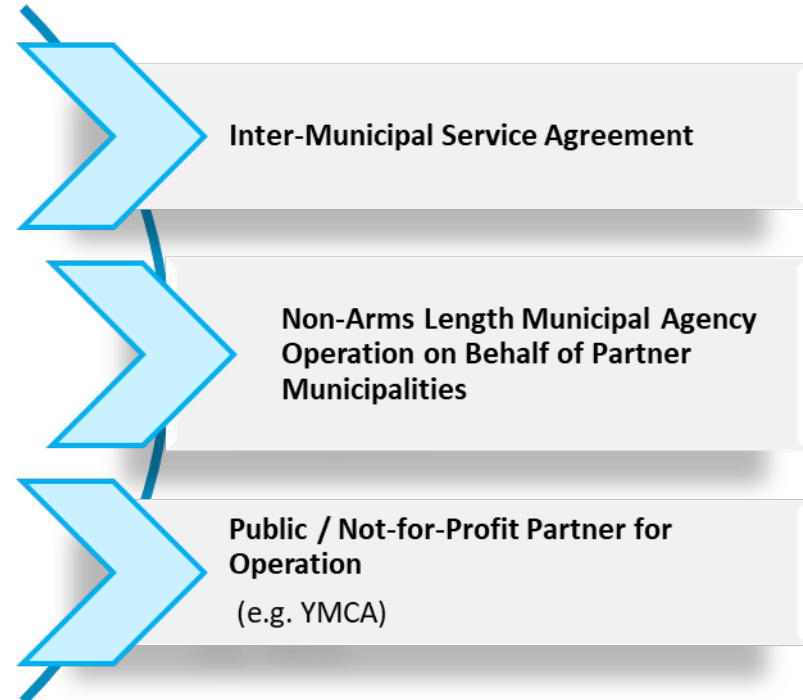 Inter-Municipal Service Agreement
Non-Arms Length Municipal Agency
Operation on Behalf of Partner
Municipalities
Public / Not-for-Profit Partner for
Operation
(e.g. YMCA)